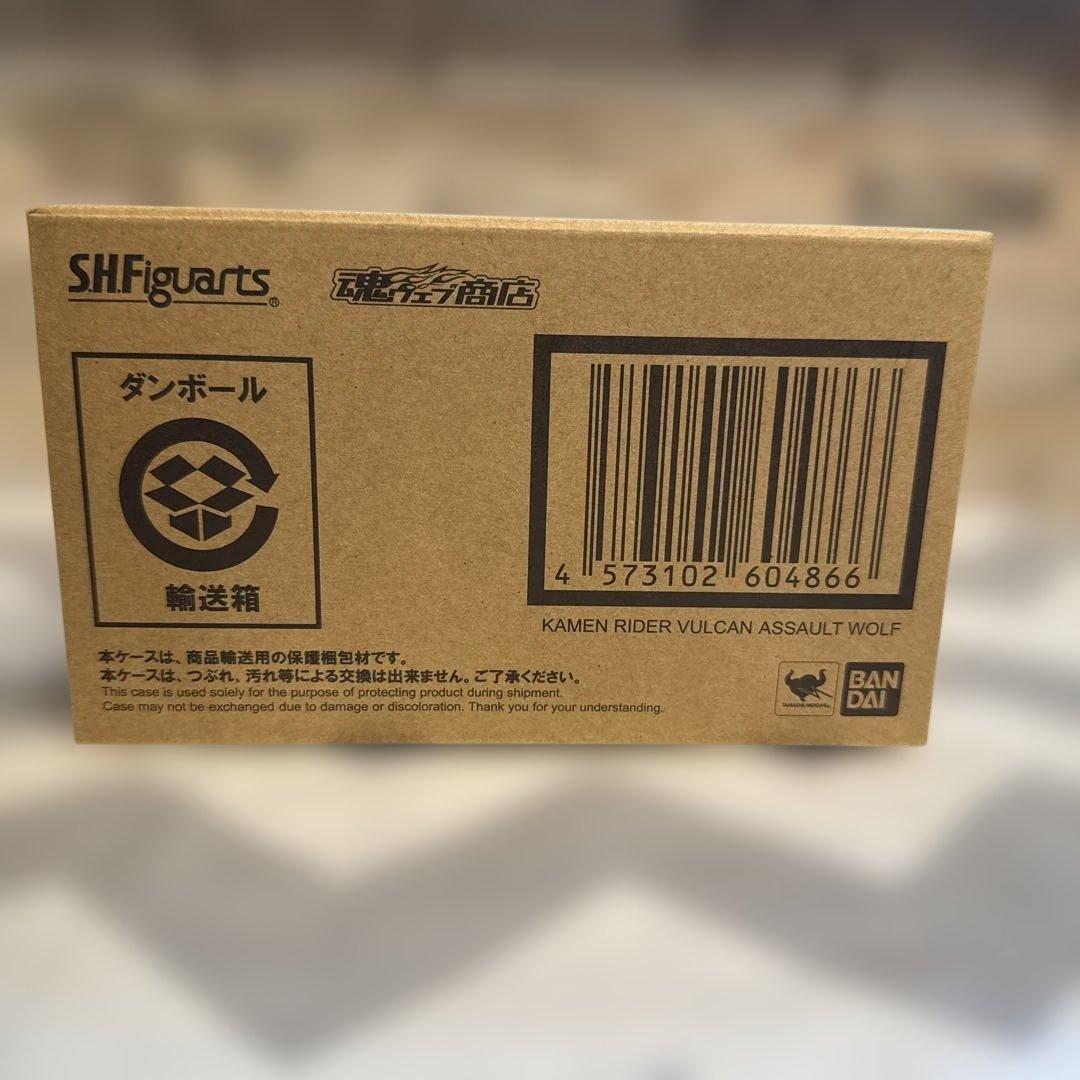 S.H.Figuarts®
魂ウェブ商店
ダンボール
輸送箱
4 573102 604866
KAMEN RIDER VULCAN ASSAULT WOLF
本ケースは、商品輸送用の保護梱包材です。
本ケースは、つぶれ、汚れ等による交換は出来ません。ご了承ください。
This case is used solely for the purpose of protecting product during shipment.
Case may not be exchanged due to damage or discoloration. Thank you for your understanding.
TAMASHII NATIONS®
BAN
DAI